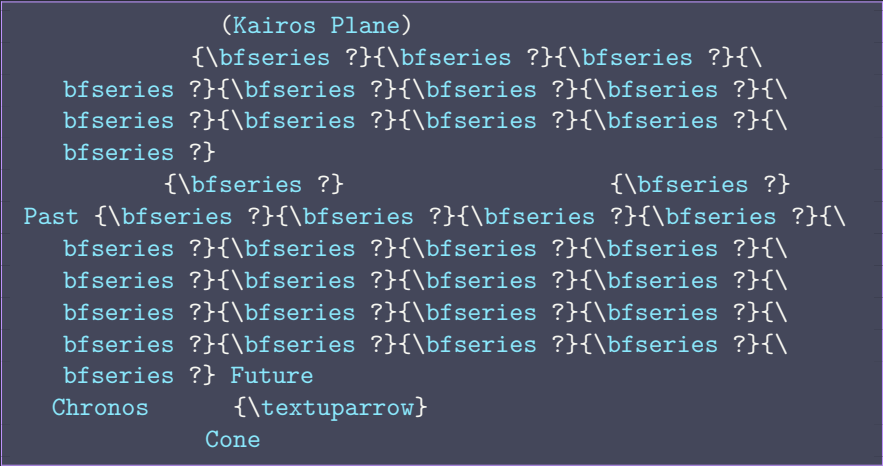 (Kairos Plane)
{\bfseries ?}{\bfseries ?}{\bfseries ?}{\
bfseries ?}{\bfseries ?}{\bfseries ?}{\bfseries ?}{\
bfseries ?}{\bfseries ?}{\bfseries ?}{\bfseries ?}{\
bfseries ?}
{\bfseries ?} {\bfseries ?}
Past {\bfseries ?}{\bfseries ?}{\bfseries ?}{\bfseries ?}{\
bfseries ?}{\bfseries ?}{\bfseries ?}{\bfseries ?}{\
bfseries ?}{\bfseries ?}{\bfseries ?}{\bfseries ?}{\
bfseries ?}{\bfseries ?}{\bfseries ?}{\bfseries ?}{\
bfseries ?}{\bfseries ?}{\bfseries ?}{\bfseries ?}{\
bfseries ?} Future
Chronos {\textuparrow}
Cone